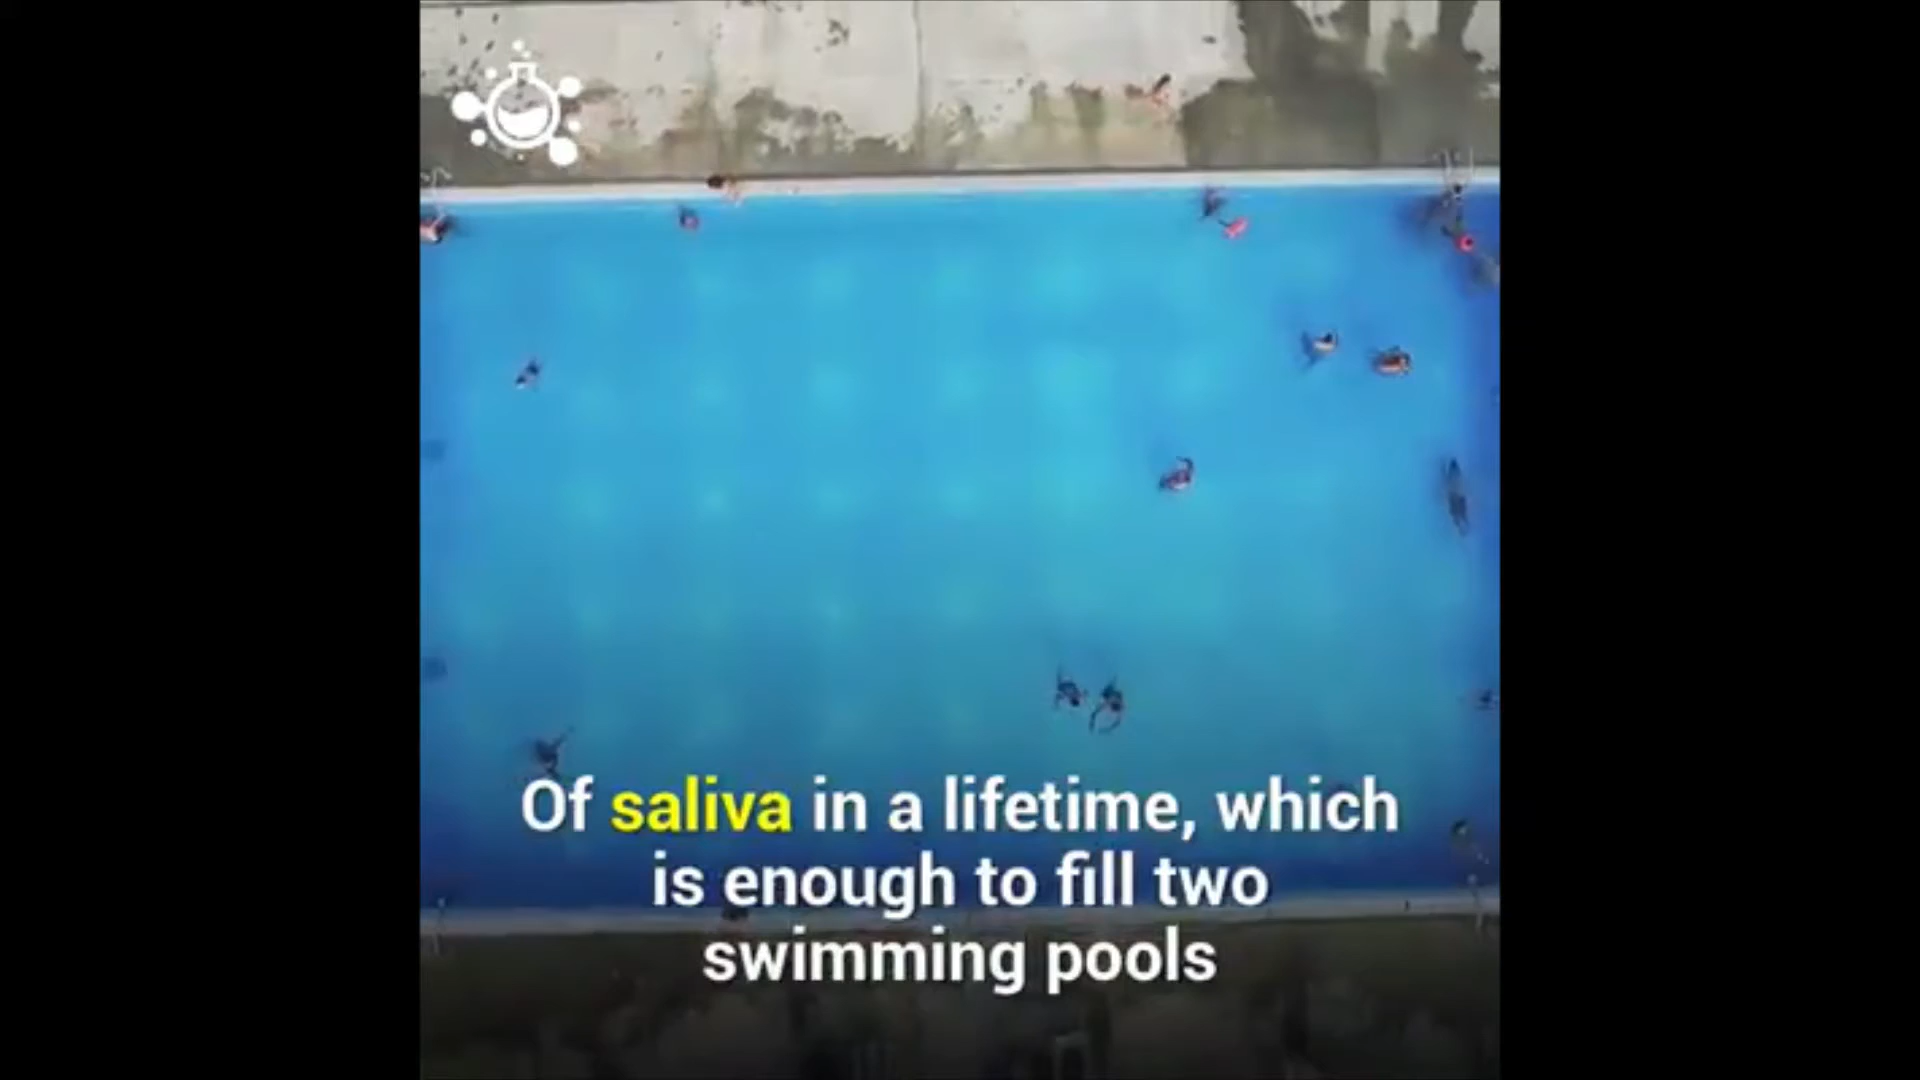 Of saliva in a lifetime, which
is enough to fill two
swimming pools